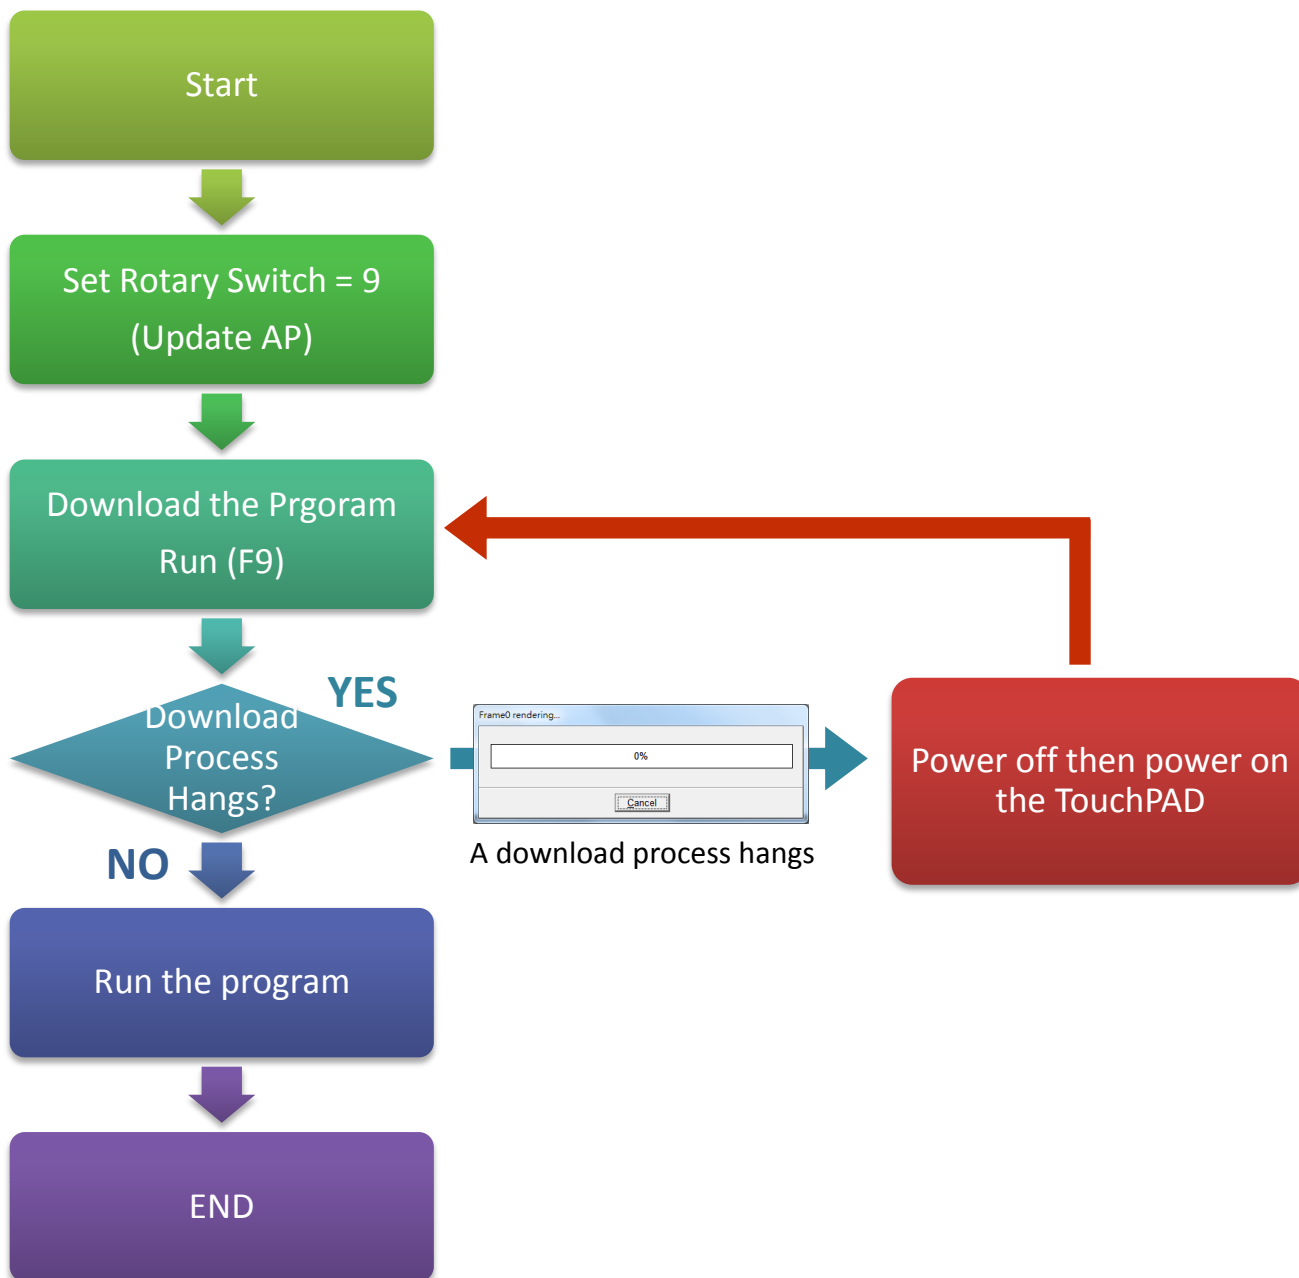 Start
Set Rotary Switch = 9
(Update AP)
Download the Prgoram
Run (F9)
YES
Download
Process
Hangs?
Frame0 rendering...
0%
Cancel
A download process hangs
Power off then power on
the TouchPAD
NO
Run the program
END